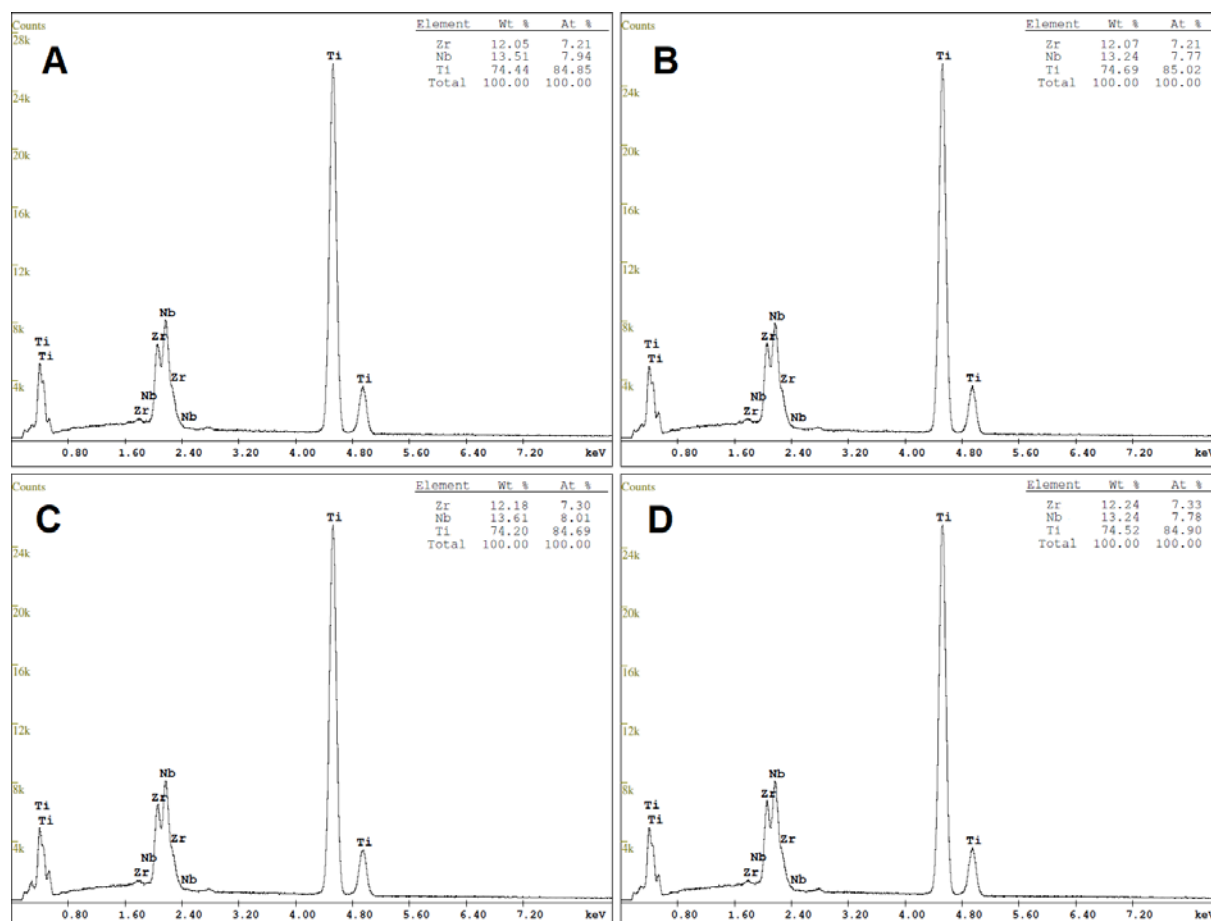 A
Counts
Element Wt % At %
Zr 12.05 7.21
Nb 13.51 7.94
Ti 74.44 84.85
Total 100.00 100.00
28k
24k
20k
16k
12k
8k
4k
Ti
Ti
Ti
Nb
Zr
Zr
Nb
Zr
Nb
Ti
0.80 1.60 2.40 3.20 4.00 4.80 5.60 6.40 7.20 keV
B
Counts
Element Wt % At %
Zr 12.07 7.21
Nb 13.24 7.77
Ti 74.69 85.02
Total 100.00 100.00
24k
20k
16k
12k
8k
4k
Ti
Ti
Ti
Nb
Zr
Zr
Nb
Zr
Nb
Ti
0.80 1.60 2.40 3.20 4.00 4.80 5.60 6.40 7.20 keV
C
Counts
Element Wt % At %
Zr 12.18 7.30
Nb 13.61 8.01
Ti 74.20 84.69
Total 100.00 100.00
24k
20k
16k
12k
8k
4k
Ti
Ti
Ti
Nb
Zr
Zr
Nb
Zr
Nb
Ti
0.80 1.60 2.40 3.20 4.00 4.80 5.60 6.40 7.20 keV
D
Counts
Element Wt % At %
Zr 12.24 7.33
Nb 13.24 7.78
Ti 74.52 84.90
Total 100.00 100.00
24k
20k
16k
12k
8k
4k
Ti
Ti
Ti
Nb
Zr
Zr
Nb
Zr
Nb
Ti
0.80 1.60 2.40 3.20 4.00 4.80 5.60 6.40 7.20 keV